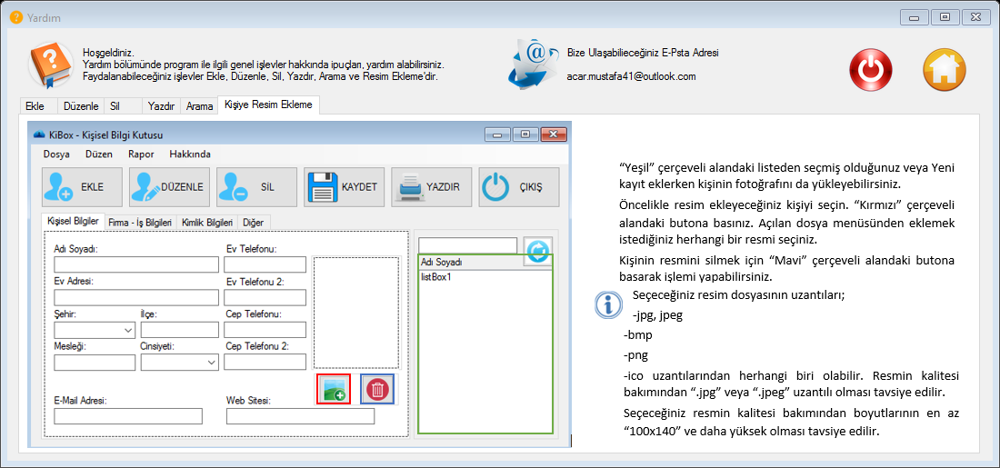 Yardım
Hoşgeldiniz.
Yardım bölümünde program ile ilgili genel işlevler hakkında ipuçları, yardım alabilirsiniz.
Faydalanabileceğiniz işlevler Ekle, Düzenle, Sil, Yazdır, Arama ve Resim Ekleme'dir.
Bize Ulaşabileceğiniz E-Psta Adresi
acar.mustafa41@outlook.com
Ekle Düzenle Sil Yazdır Arama Kişiye Resim Ekleme
KiBox - Kişisel Bilgi Kutusu
Dosya Düzen Rapor Hakkında
EKLE DÜZENLE SİL KAYDET YAZDIR ÇIKIŞ
Kişisel Bilgiler Firma - İş Bilgileri Kimlik Bilgileri Diğer
Adı Soyadı: Ev Telefonu:
Ev Adresi: Ev Telefonu 2:
Şehir: İlçe: Cep Telefonu:
Mesleği: Cinsiyeti: Cep Telefonu 2:
E-Mail Adresi: Web Sitesi:
Adı Soyadı
listBox1
“Yeşil” çerçeveli alandaki listeden seçmiş olduğunuz veya Yeni
kayıt eklerken kişinin fotoğrafını da yükleyebilirsiniz.
Öncelikle resim ekleyeceğiniz kişiyi seçin. “Kırmızı” çerçeveli
alandaki butona basınız. Açılan dosya menüsünden eklemek
istediğiniz herhangi bir resmi seçiniz.
Kişinin resmini silmek için “Mavi” çerçeveli alandaki butona
basarak işlemi yapabilirsiniz.
Seçeceğiniz resim dosyasının uzantıları;
-jpg, jpeg
-bmp
-png
-ico uzantılarından herhangi biri olabilir. Resmin kalitesi
bakımından “.jpg” veya “.jpeg” uzantılı olması tavsiye edilir.
Seçeceğiniz resmin kalitesi bakımından boyutlarının en az
“100x140” ve daha yüksek olması tavsiye edilir.